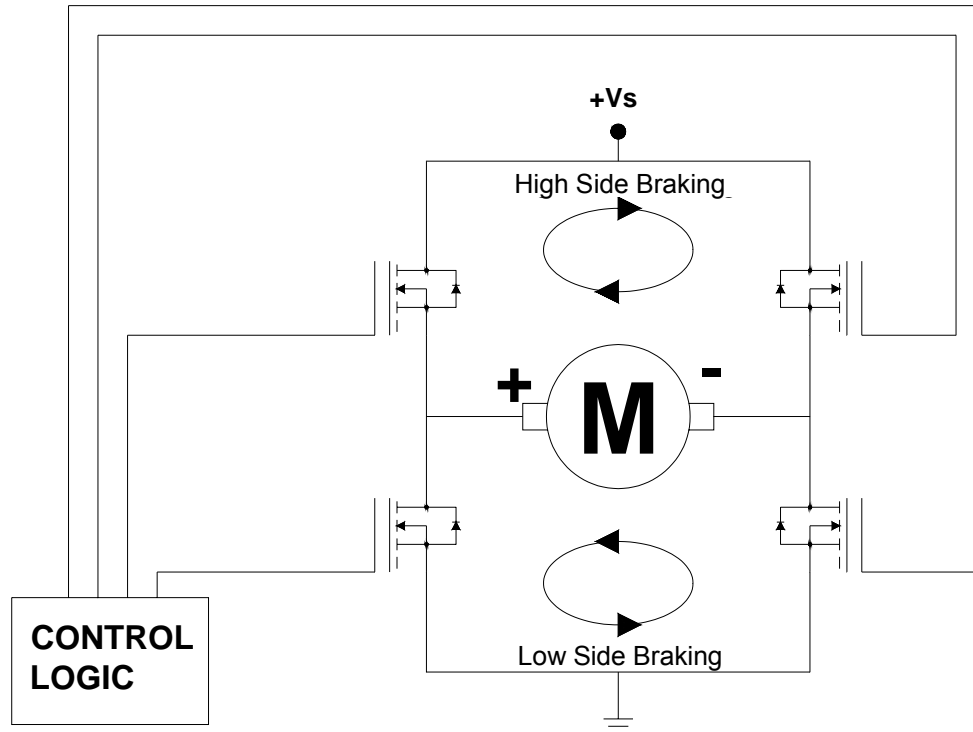 +Vs
High Side Braking
+
-
M
Low Side Braking
CONTROL
LOGIC